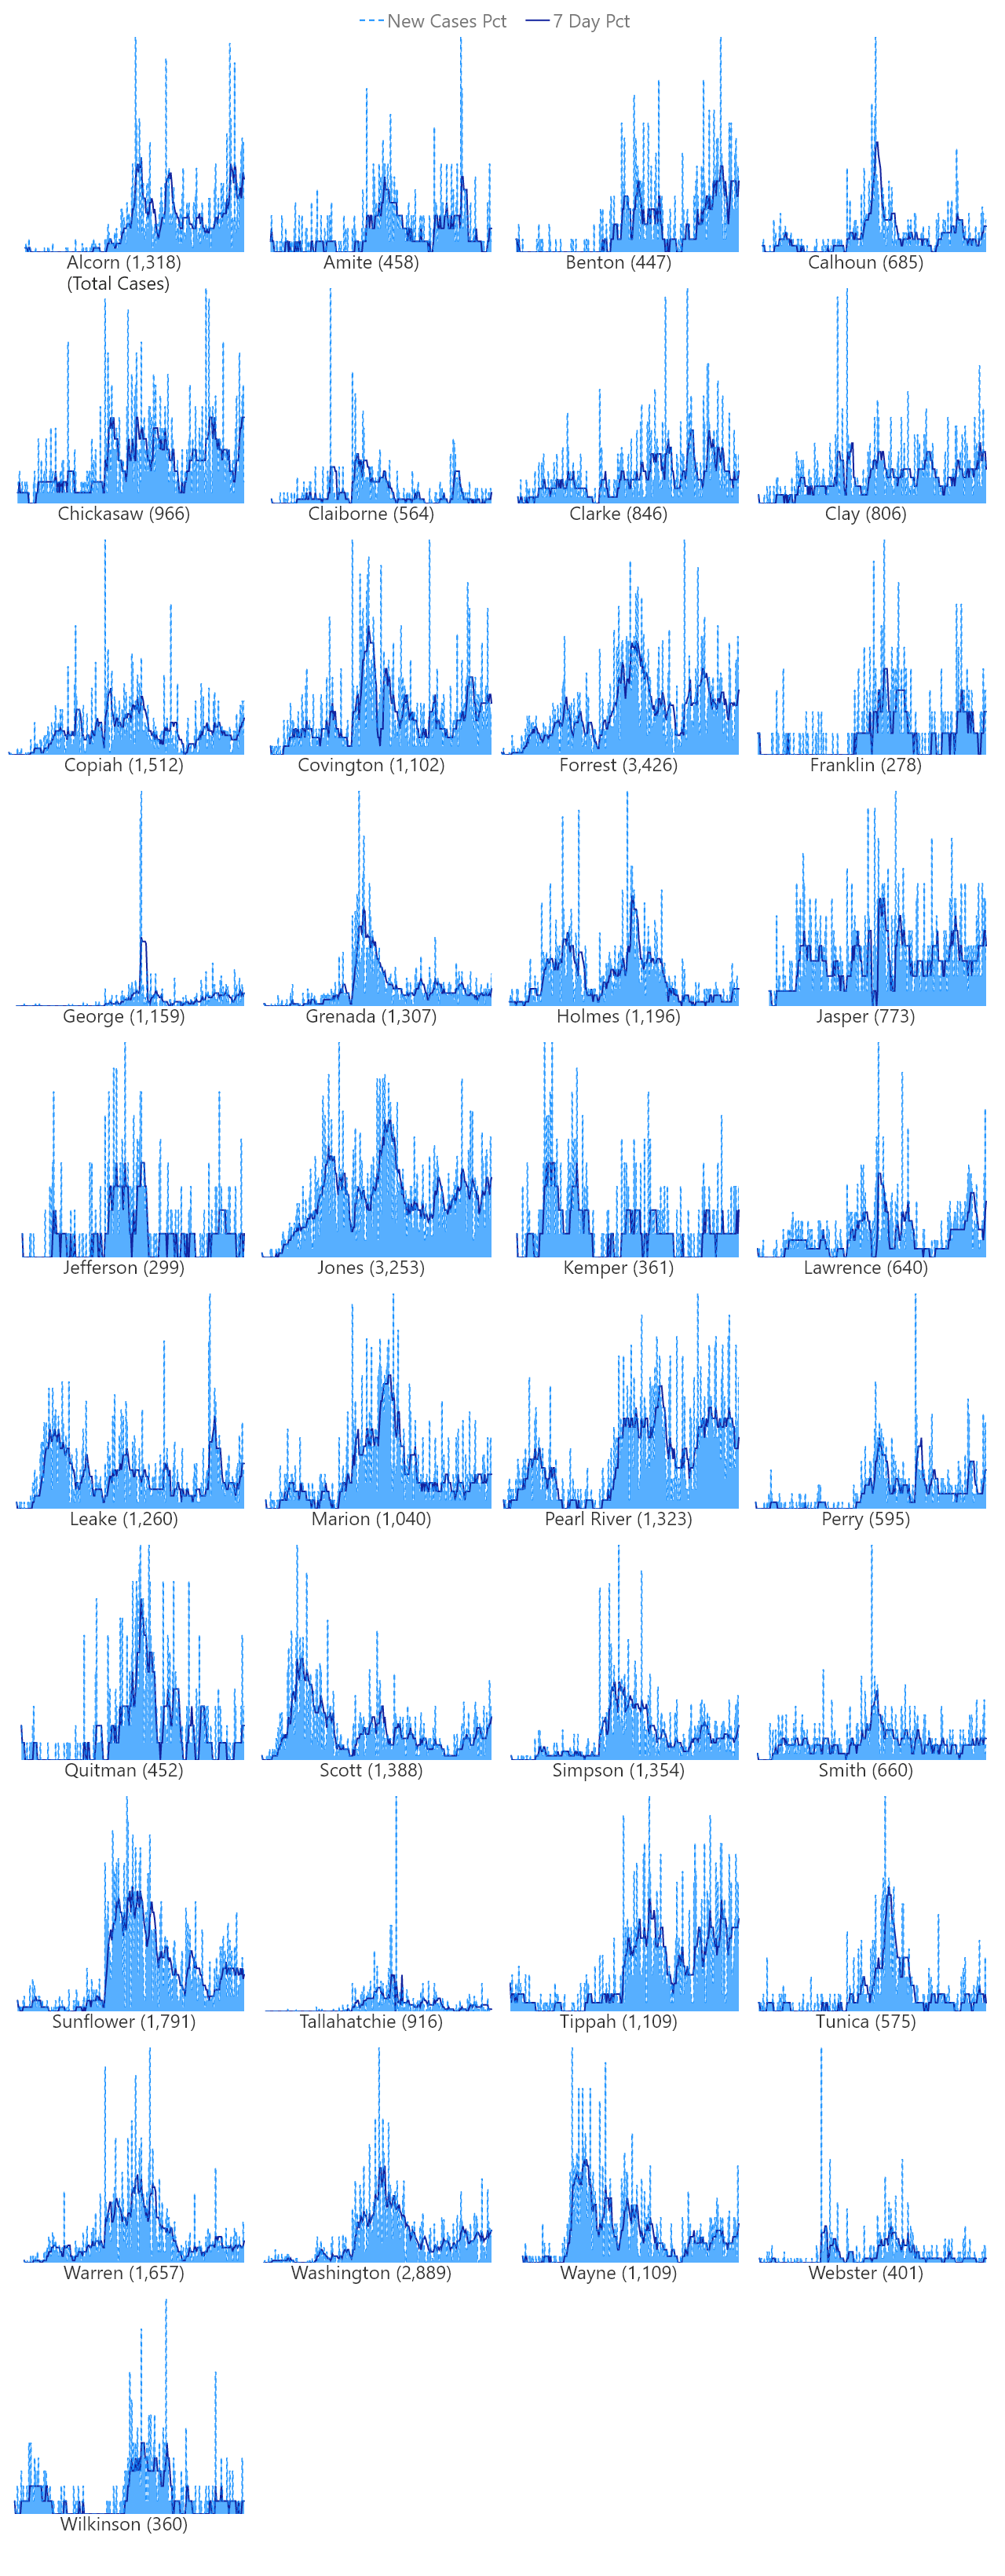 New Cases Pct 7 Day Pct
Alcorn (1,318) Amite (458) Benton (447) Calhoun (685)
(Total Cases)
Chickasaw (966) Claiborne (564) Clarke (846) Clay (806)
Copiah (1,512) Covington (1,102) Forrest (3,426) Franklin (278)
George (1,159) Grenada (1,307) Holmes (1,196) Jasper (773)
Jefferson (299) Jones (3,253) Kemper (361) Lawrence (640)
Leake (1,260) Marion (1,040) Pearl River (1,323) Perry (595)
Quitman (452) Scott (1,388) Simpson (1,354) Smith (660)
Sunflower (1,791) Tallahatchie (916) Tippah (1,109) Tunica (575)
Warren (1,657) Washington (2,889) Wayne (1,109) Webster (401)
Wilkinson (360)